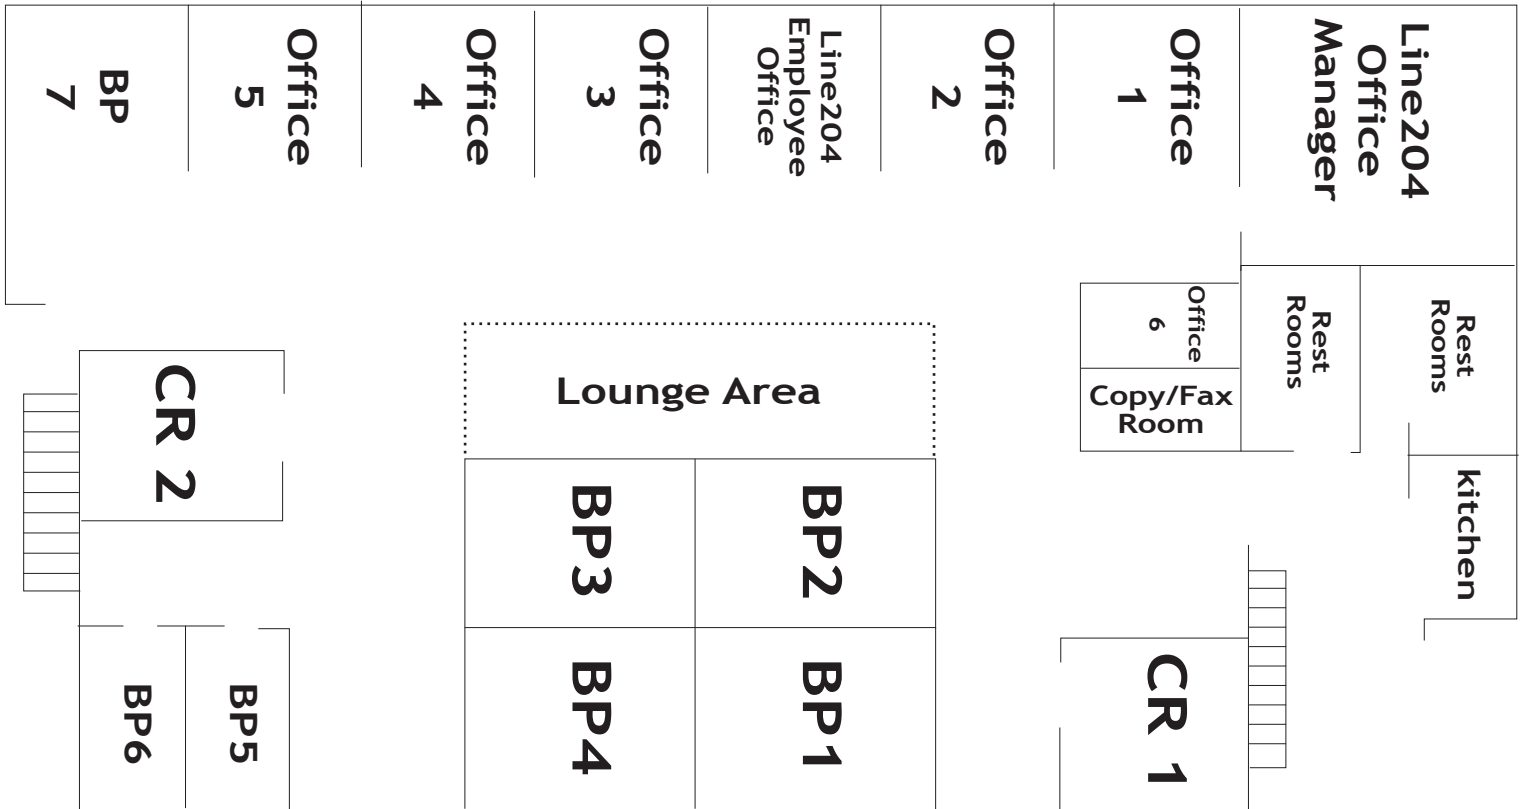 BP
7
Office
5
Office
4
Office
3
Line204
Employee
Office
Office
2
Office
1
Line204
Office
Manager
Office
6
Rest
Rooms
Rest
Rooms
Lounge Area
Copy/Fax
Room
CR 2
BP3
BP2
kitchen
BP6
BP5
BP4
BP1
CR 1